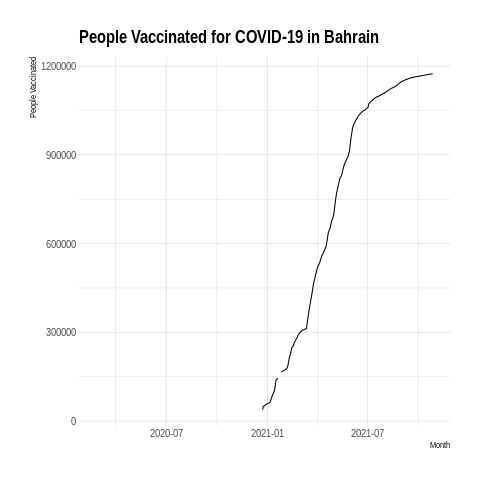 People Vaccinated for COVID-19 in Bahrain
People Vaccinated
1200000
900000
600000
300000
0
2020-07 2021-01 2021-07
Month